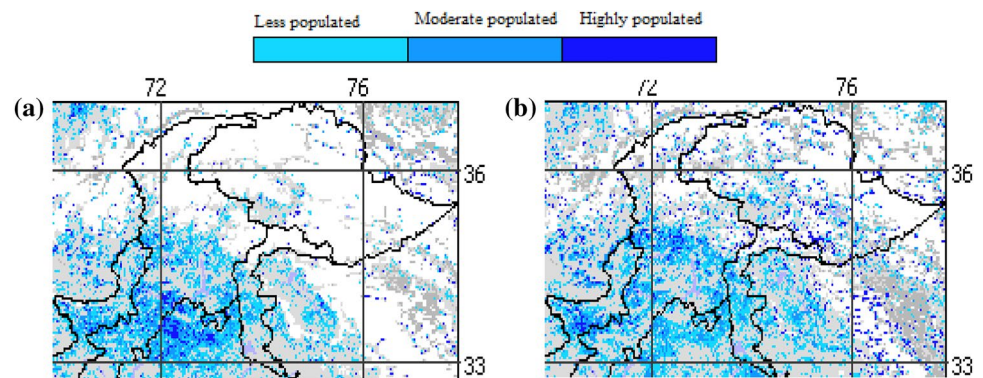 Less populated Moderate populated Highly populated
(a) 72 76 (b) 72 76
36 36
33 33